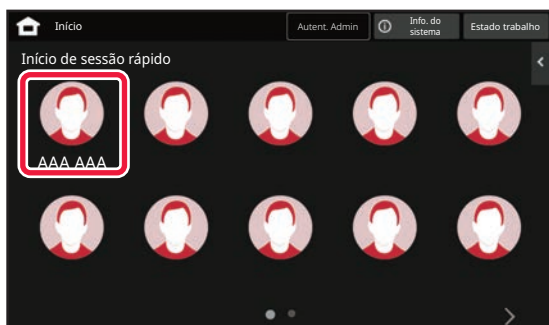 Início
Autent. Admin
Info. do
sistema
Estado trabalho
Início de sessão rápido
AAA AAA